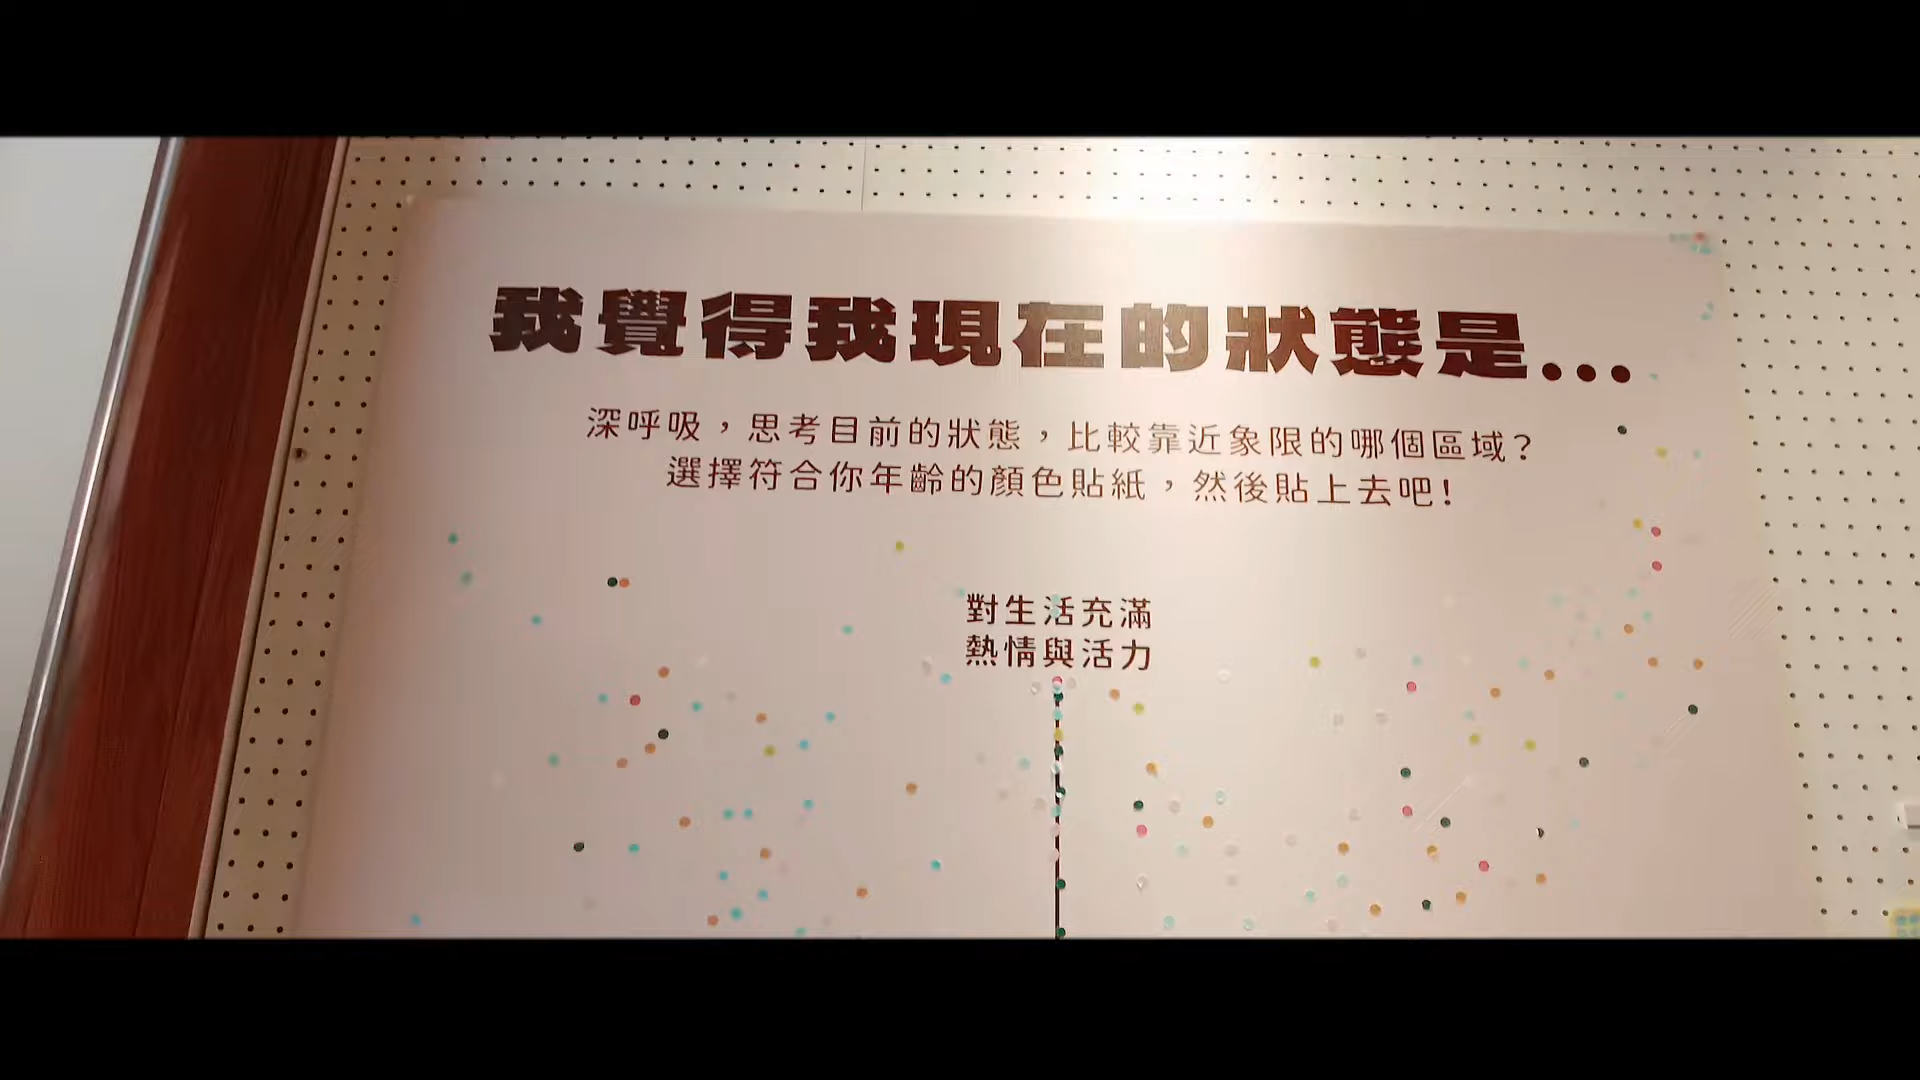 我覺得我現在的狀態是...
深呼吸，思考目前的狀態，比較靠近象限的哪個區域？
選擇符合你年齡的顏色貼紙，然後貼上去吧！
對生活充滿
熱情與活力